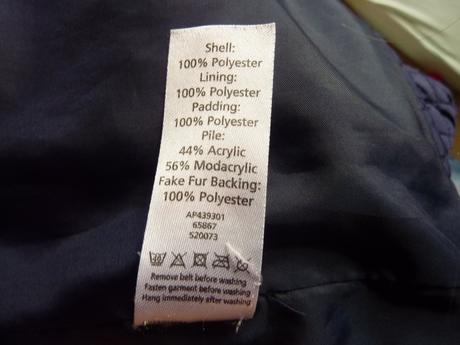 Shell:
100% Polyester
Lining:
100% Polyester
Padding:
100% Polyester
Pile:
44% Acrylic
56% Modacrylic
Fake Fur Backing:
100% Polyester
AP439301
65867
S20073
Remove belt before washing
Fasten garment before washing
Hang immediately after washing